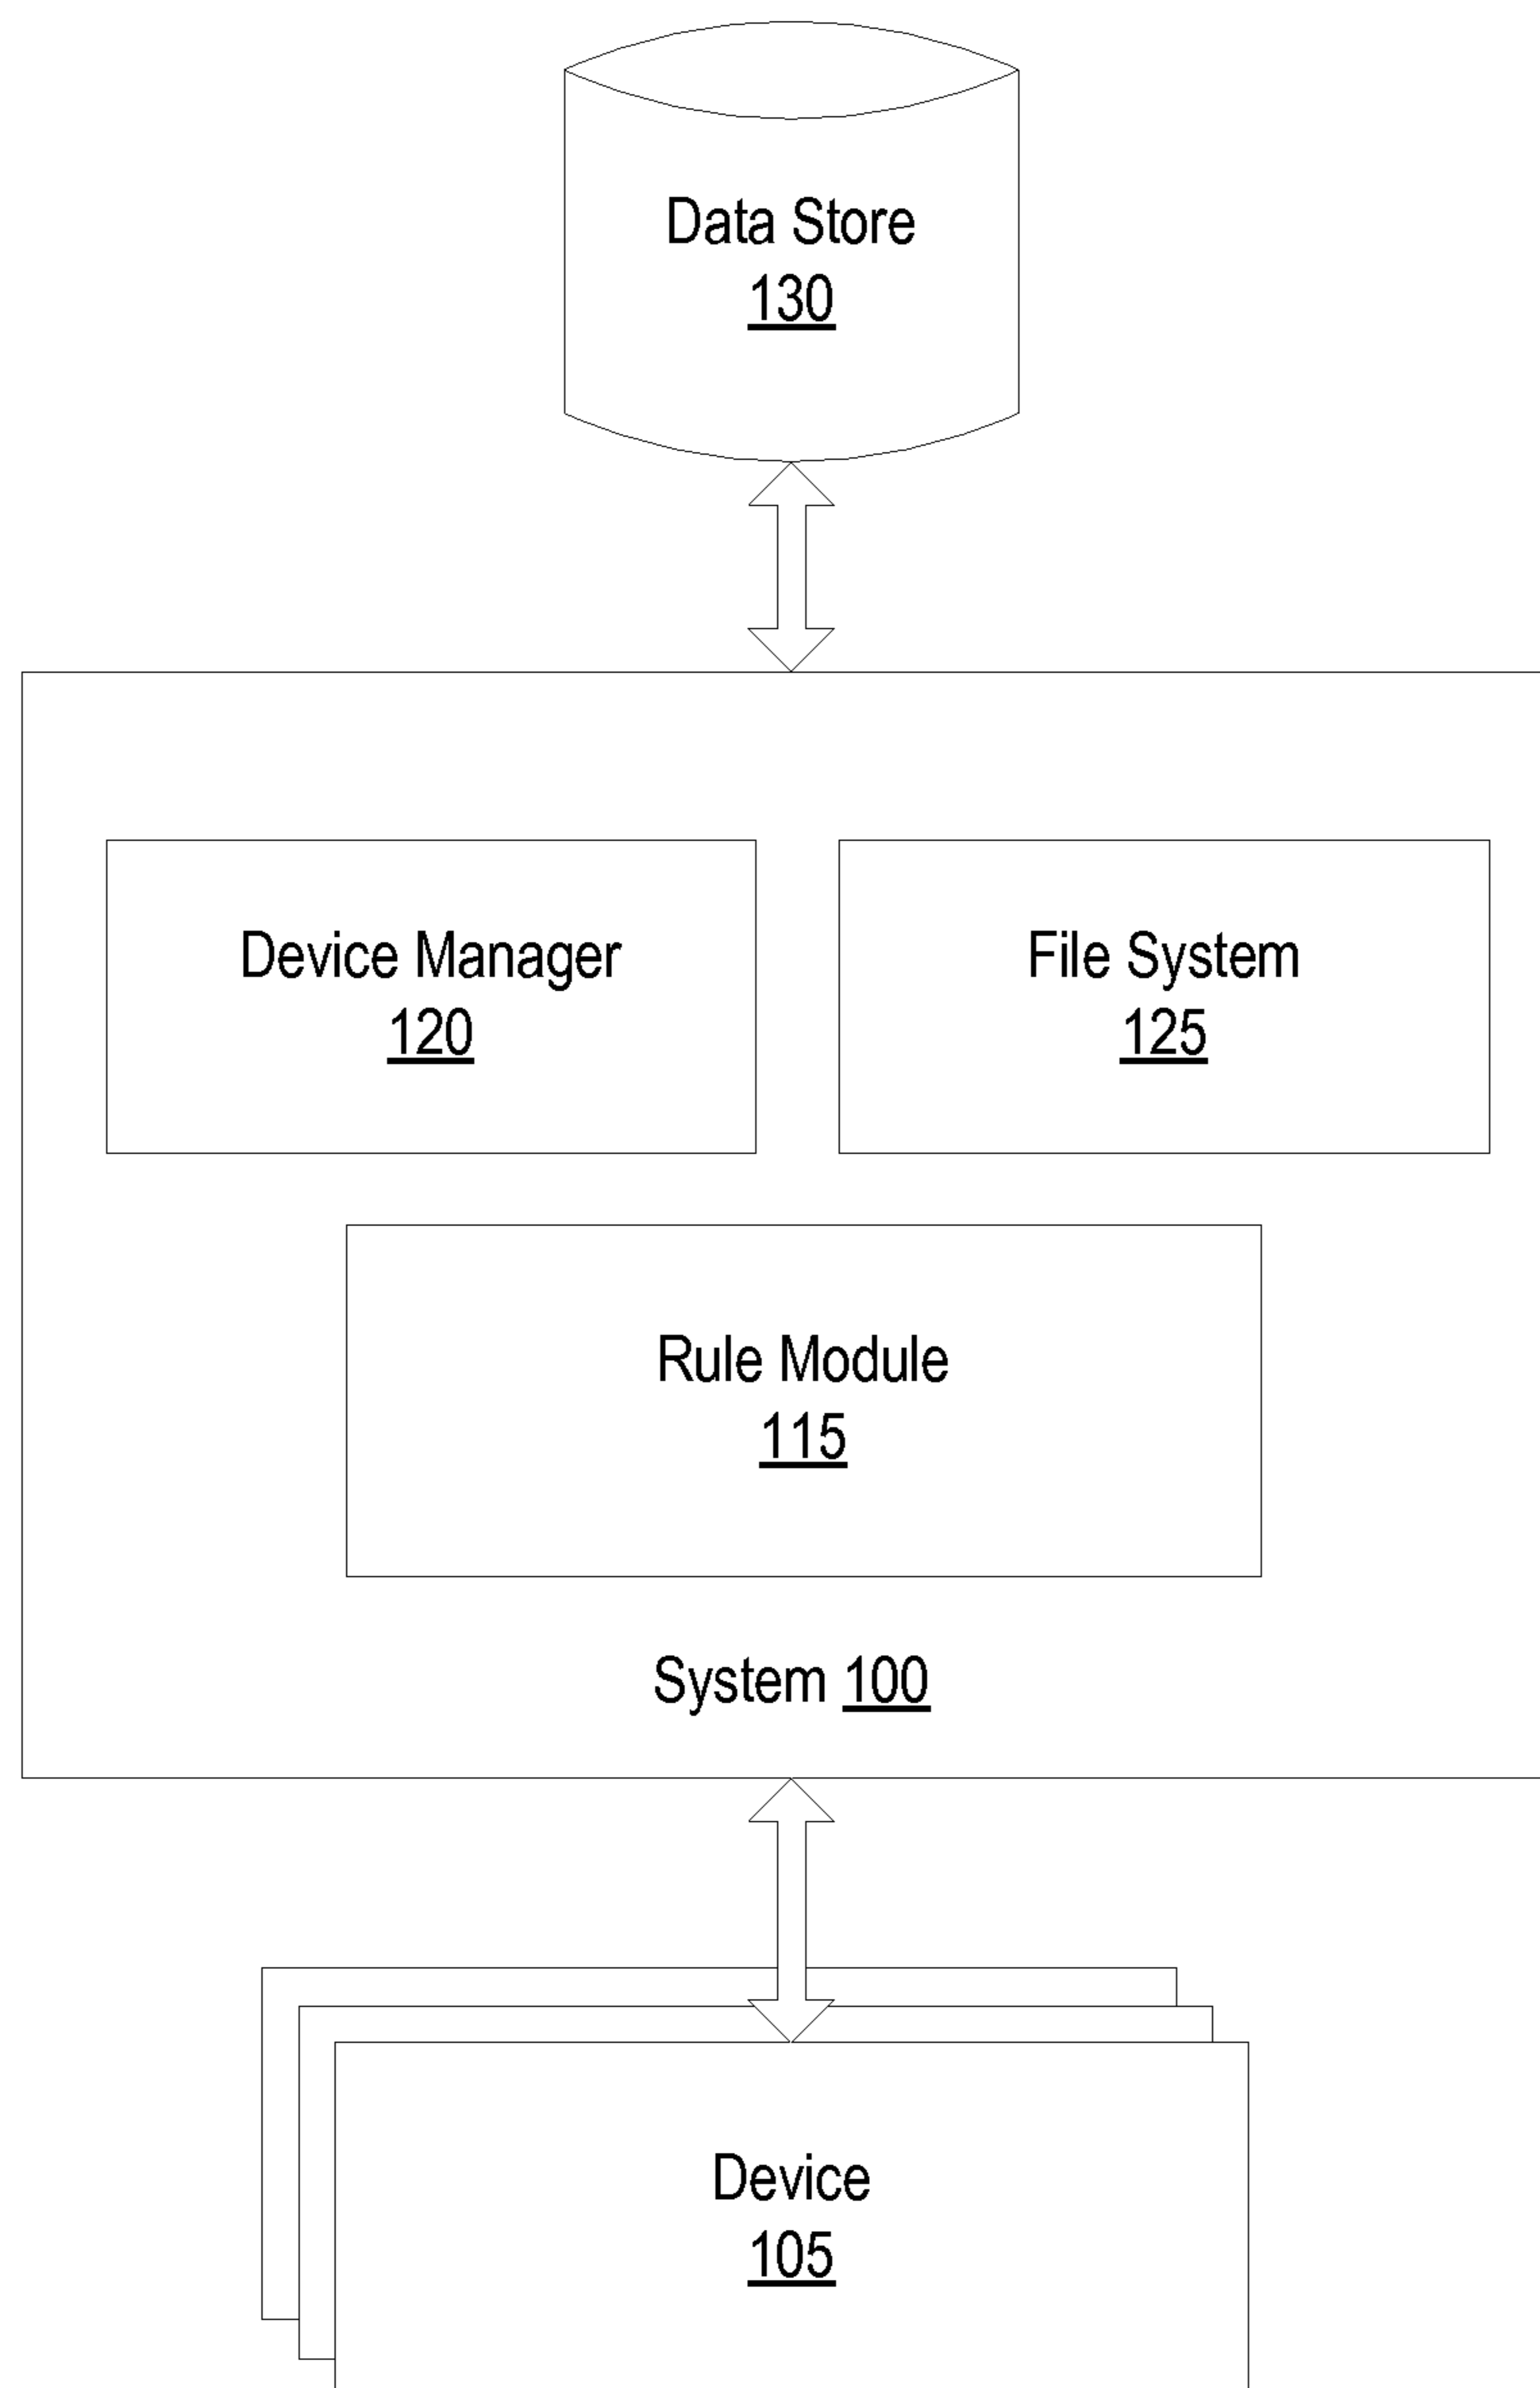 Data Store
130
Device Manager
120
File System
125
Rule Module
115
System 100
Device
105